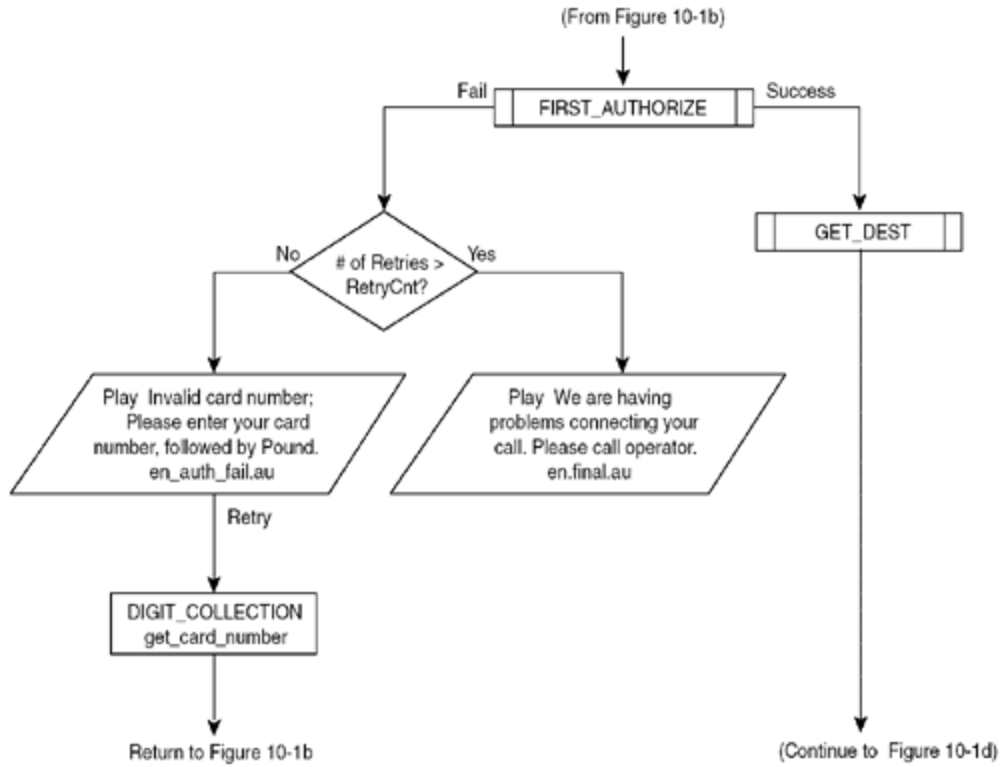 (From Figure 10-1b)
Fail
FIRST_AUTHORIZE
Success
GET_DEST
No
# of Retries >
RetryCnt?
Yes
Play Invalid card number;
Please enter your card
number, followed by Pound.
en_auth_fail.au
Play We are having
problems connecting your
call. Please call operator.
en.final.au
Retry
DIGIT_COLLECTION
get_card_number
Return to Figure 10-1b
(Continue to Figure 10-1d)